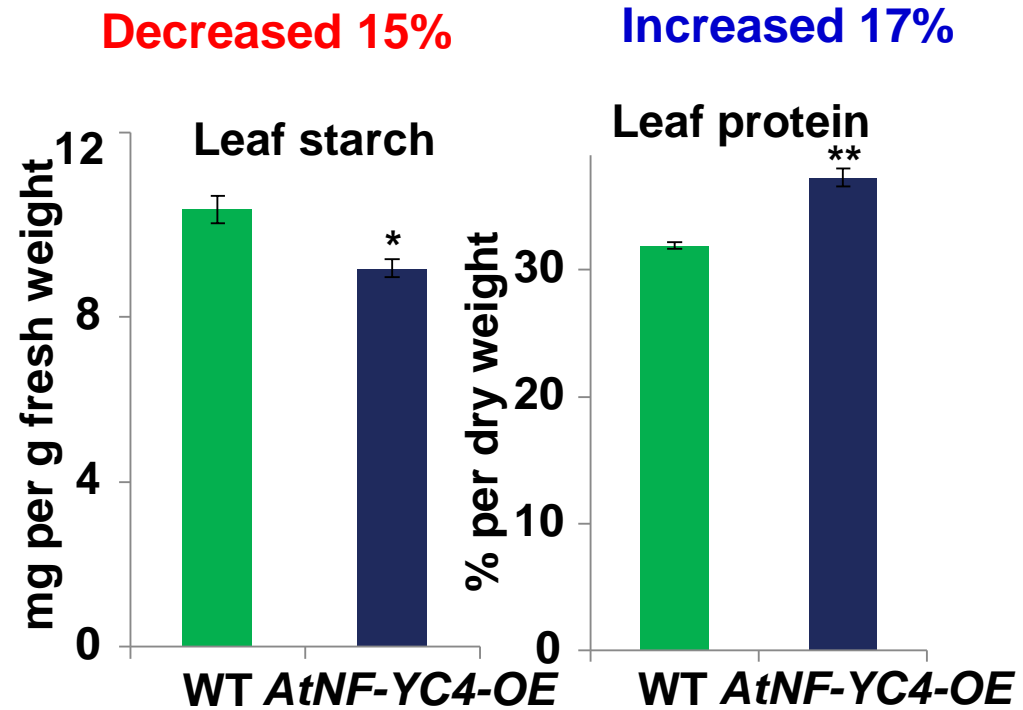 Decreased 15%
Increased 17%
Leaf starch
mg per g fresh weight
12
8
4
0
*
WT AtNF-YC4-OE
Leaf protein
% per dry weight
30
20
10
0
**
WT AtNF-YC4-OE